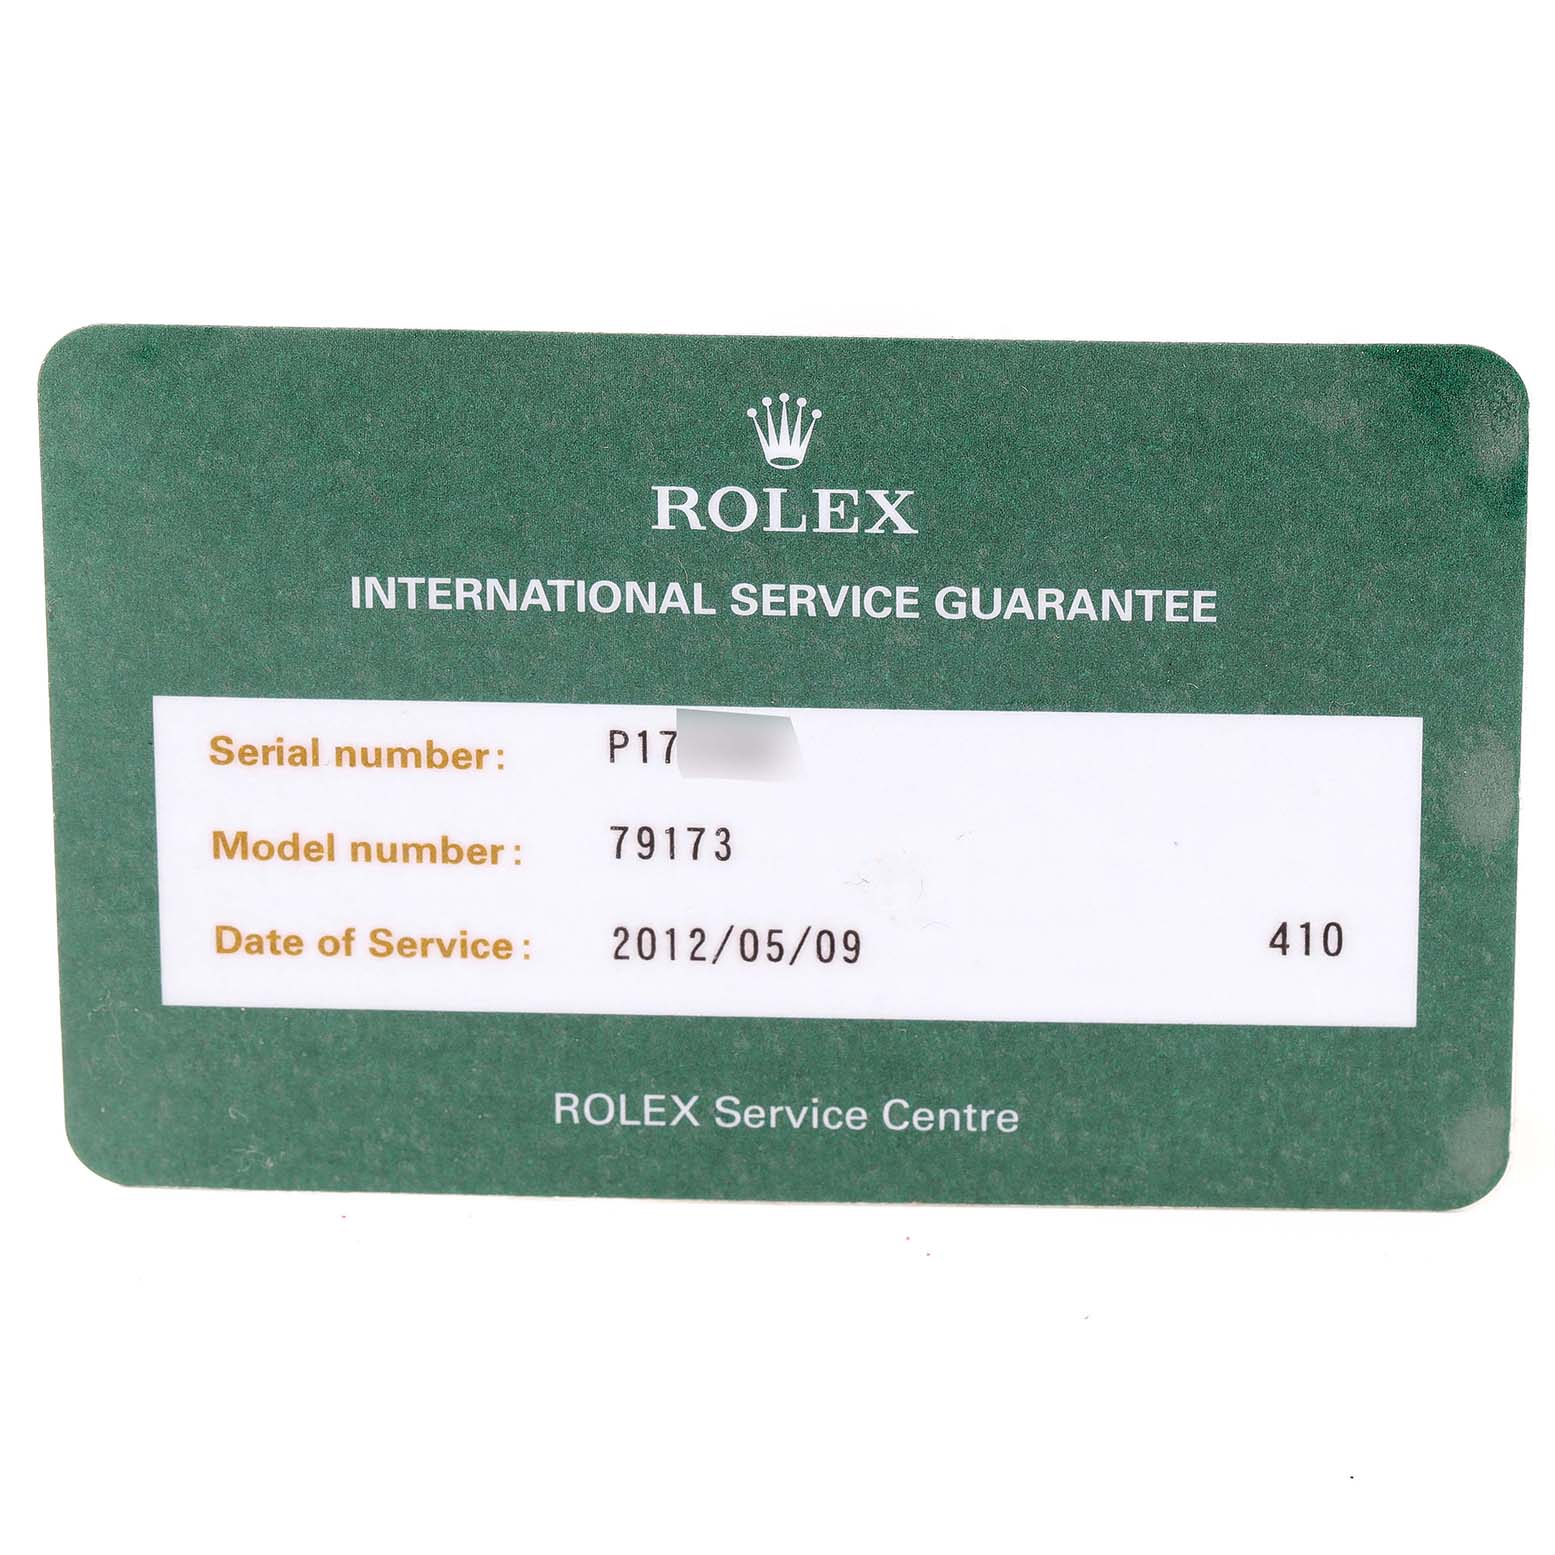 ROLEX
INTERNATIONAL SERVICE GUARANTEE
Serial number: P17
Model number: 79173
Date of Service: 2012/05/09 410
ROLEX Service Centre